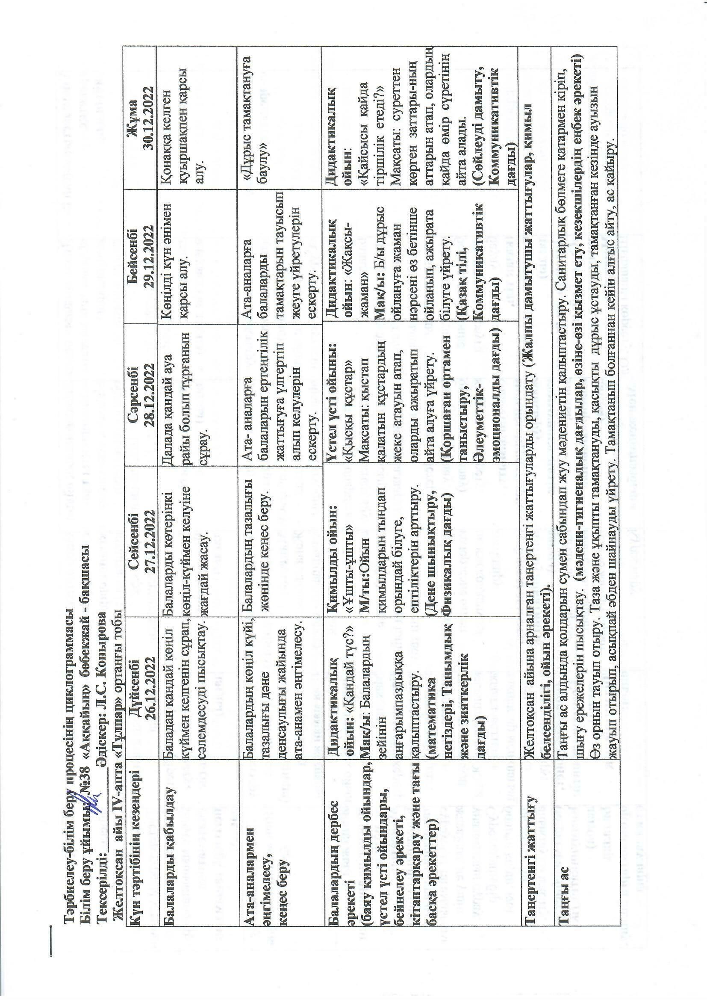 Тәрбиелеу-білім беру процесінің циклограммасы
Білім беру ұйымы: №38 «Аққайың» бөбекжай - бақшасы
Тексерілді:____________Әдіскер: Л.С. Конырова
Желтоқсан айы IV-апта «Тұлпар» ортаңғы тобы
Күн тәртібінің кезеңдері
Дүйсенбі
26.12.2022
Сейсенбі
27.12.2022
Сәрсенбі
28.12.2022
Бейсенбі
29.12.2022
Жұма
30.12.2022
Балаларды қабылдау
Баладан қандай көңіл
күймен келгенін сұрап,
сәлемдесуді пысықтау.
Балаларды көтеріңкі
көңіл-күймен келуіне
жағдай жасау.
Далада қандай ауа
райы болып тұрғанын
сұрау.
Көңілді күн әнімен
қарсы алу.
Қонаққа келген
қуыршақпен қарсы
алу.
Ата-аналармен
әңгімелесу,
кеңес беру
Балалардың көңіл күйі,
тазалығы дәне
денсаулығы жайында
ата-анамен әңгімелесу.
Балалардың тазалығы
жөнінде кеңес беру.
Ата- аналарға
балаларын ертеңгілік
жаттығуға үлгертіп
алып келулерін
ескерту.
Ата-аналарға
балаларды
тамақтарын тауысып
жеуге үйретулерін
ескерту.
«Дұрыс тамақтануға
баулу»
Балалардың дербес
әрекеті
(баяу қимылды ойындар,
үстел үсті ойындары,
бейнелеу әрекеті,
кітаптарқарау және тағы
басқа әрекеттер)
Дидактикалық
ойын: «Қандай түс?»
Мақ/ы: Балалардың
зейінін
аңғарымпаздыққа
қалыптастыру.
(математика
негіздері, Танымдық
және зияткерлік
дағды)
Қимылды ойын:
«Ұшты-ұшты»
М/ты:Ойын
қимылдарын тыңдап
орындай білуге,
ептіліктерін арттыру.
(Дене шынықтыру,
Физикалық дағды)
Үстел үсті ойыны:
«Қысқы құстар»
Мақсаты: қыстап
қалатын құстардың
жеке атауын атап,
оларды ажыратып
айта алуға үйрету.
(Қоршаған ортамен
таныстыру,
Әлеуметтік-
эмоционалды дағды)
Дидактикалық
ойын: «Жақсы-
жаман»
Мақ/ы: Б/ы дұрыс
ойлануға жаман
нәрсені өз бетінше
ойланып, ажырата
білуге үйрету.
(Қазақ тілі,
Коммуникативтік
дағды)
Дидактикалық
ойын:
«Қайсысы қайда
тіршілік етеді?»
Мақсаты: суреттен
көрген заттары-ның
аттарын атап, олардың
қайда өмір сүретінің
айта алады.
(Сөйлеуді дамыту,
Коммуникативтік
дағды)
Таңертенгі жаттығу
Желтоқсан айына арналған таңертеңгі жаттығуларды орындату (Жалпы дамытушы жаттығулар, қимыл
белсенділігі, ойын әрекеті).
Таңғы ас
Таңғы ас алдында қолдарын сумен сабындап жуу мәдениетін қалыптастыру. Санитарлық бөлмеге қатармен кіріп,
шығу ережелерін пысықтау. (мәдени-гигиеналық дағдылар, өзіне-өзі қызмет ету, кезекшілердің еңбек әрекеті)
Өз орнын тауып отыру. Таза және ұқыпты тамақтануды, қасықты дұрыс ұстауды, тамақтанған кезінде ауызын
жауып отырып, асықпай әбден шайнауды үйрету. Тамақтанып болғаннан кейін алғыс айту, ас қайыру.